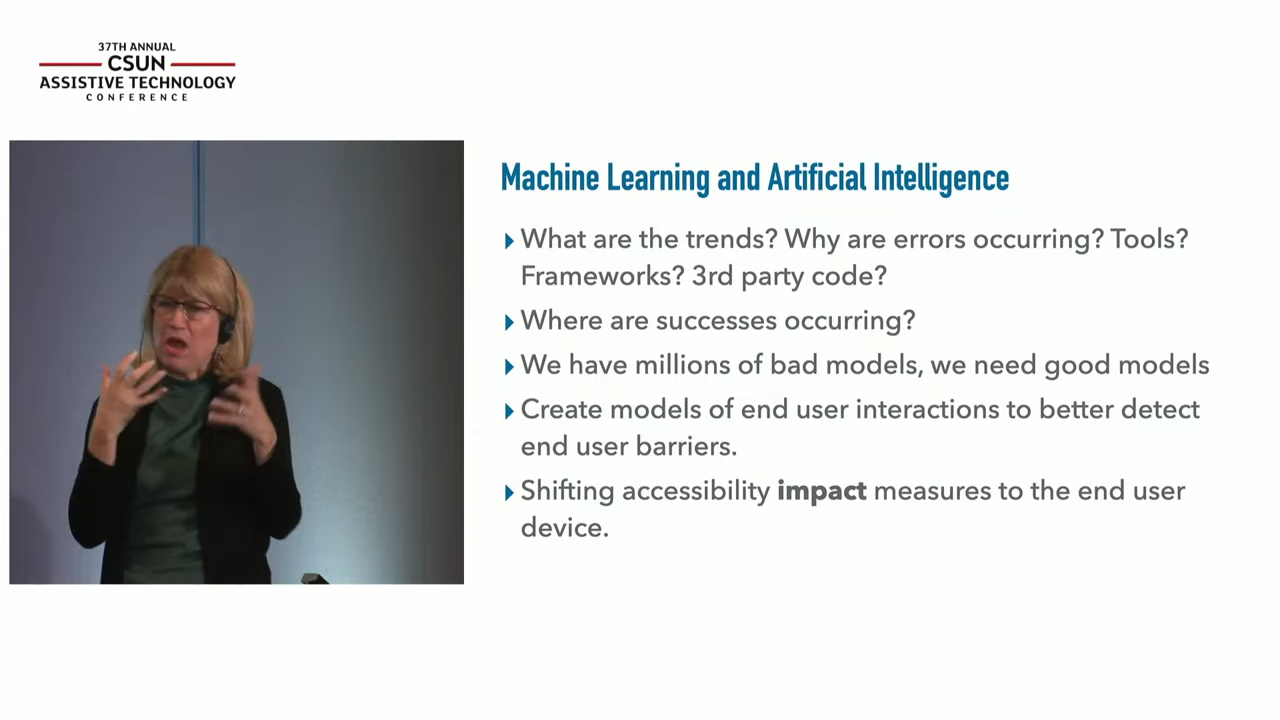 37TH ANNUAL
CSUN
ASSISTIVE TECHNOLOGY
CONFERENCE
Machine Learning and Artificial Intelligence
What are the trends? Why are errors occurring? Tools?
Frameworks? 3rd party code?
Where are successes occurring?
We have millions of bad models, we need good models
Create models of end user interactions to better detect
end user barriers.
Shifting accessibility impact measures to the end user
device.